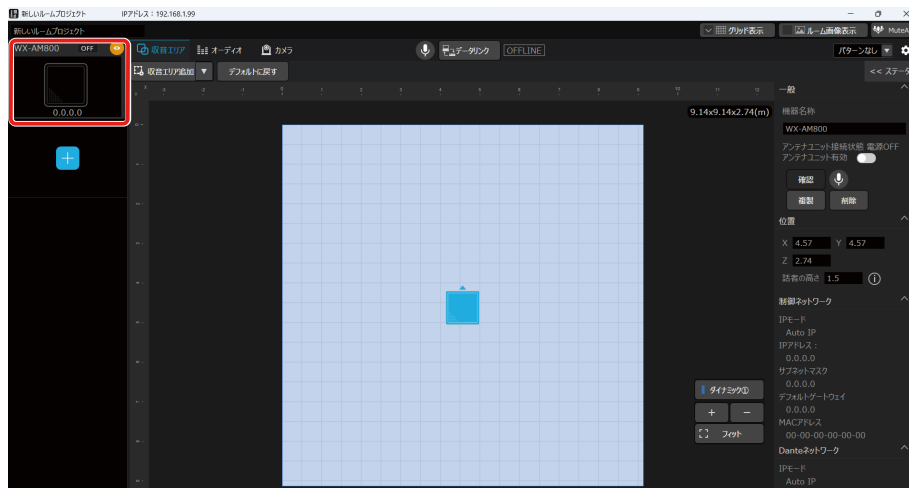 新しいルームプロジェクト IPアドレス：192.168.1.99
新しいルームプロジェクト
グリッド表示 ルーム画像表示 MuteA
WX-AM800 OFF
0.0.0.0
収音エリア オーディオ カメラ
データリンク OFFLINE
パターンなし
収音エリア追加 デフォルトに戻す
<< ステータ
9.14x9.14x2.74(m)
ダイナミック①
フィット
一般
機器名称
WX-AM800
アンテナユニット接続状態 電源OFF
アンテナユニット有効
確認
複製 削除
位置
X 4.57 Y 4.57
Z 2.74
話者の高さ 1.5
制御ネットワーク
IPモード
Auto IP
IPアドレス：
0.0.0.0
サブネットマスク
0.0.0.0
デフォルトゲートウェイ
0.0.0.0
MACアドレス
00-00-00-00-00-00
Danteネットワーク
IPモード
Auto IP